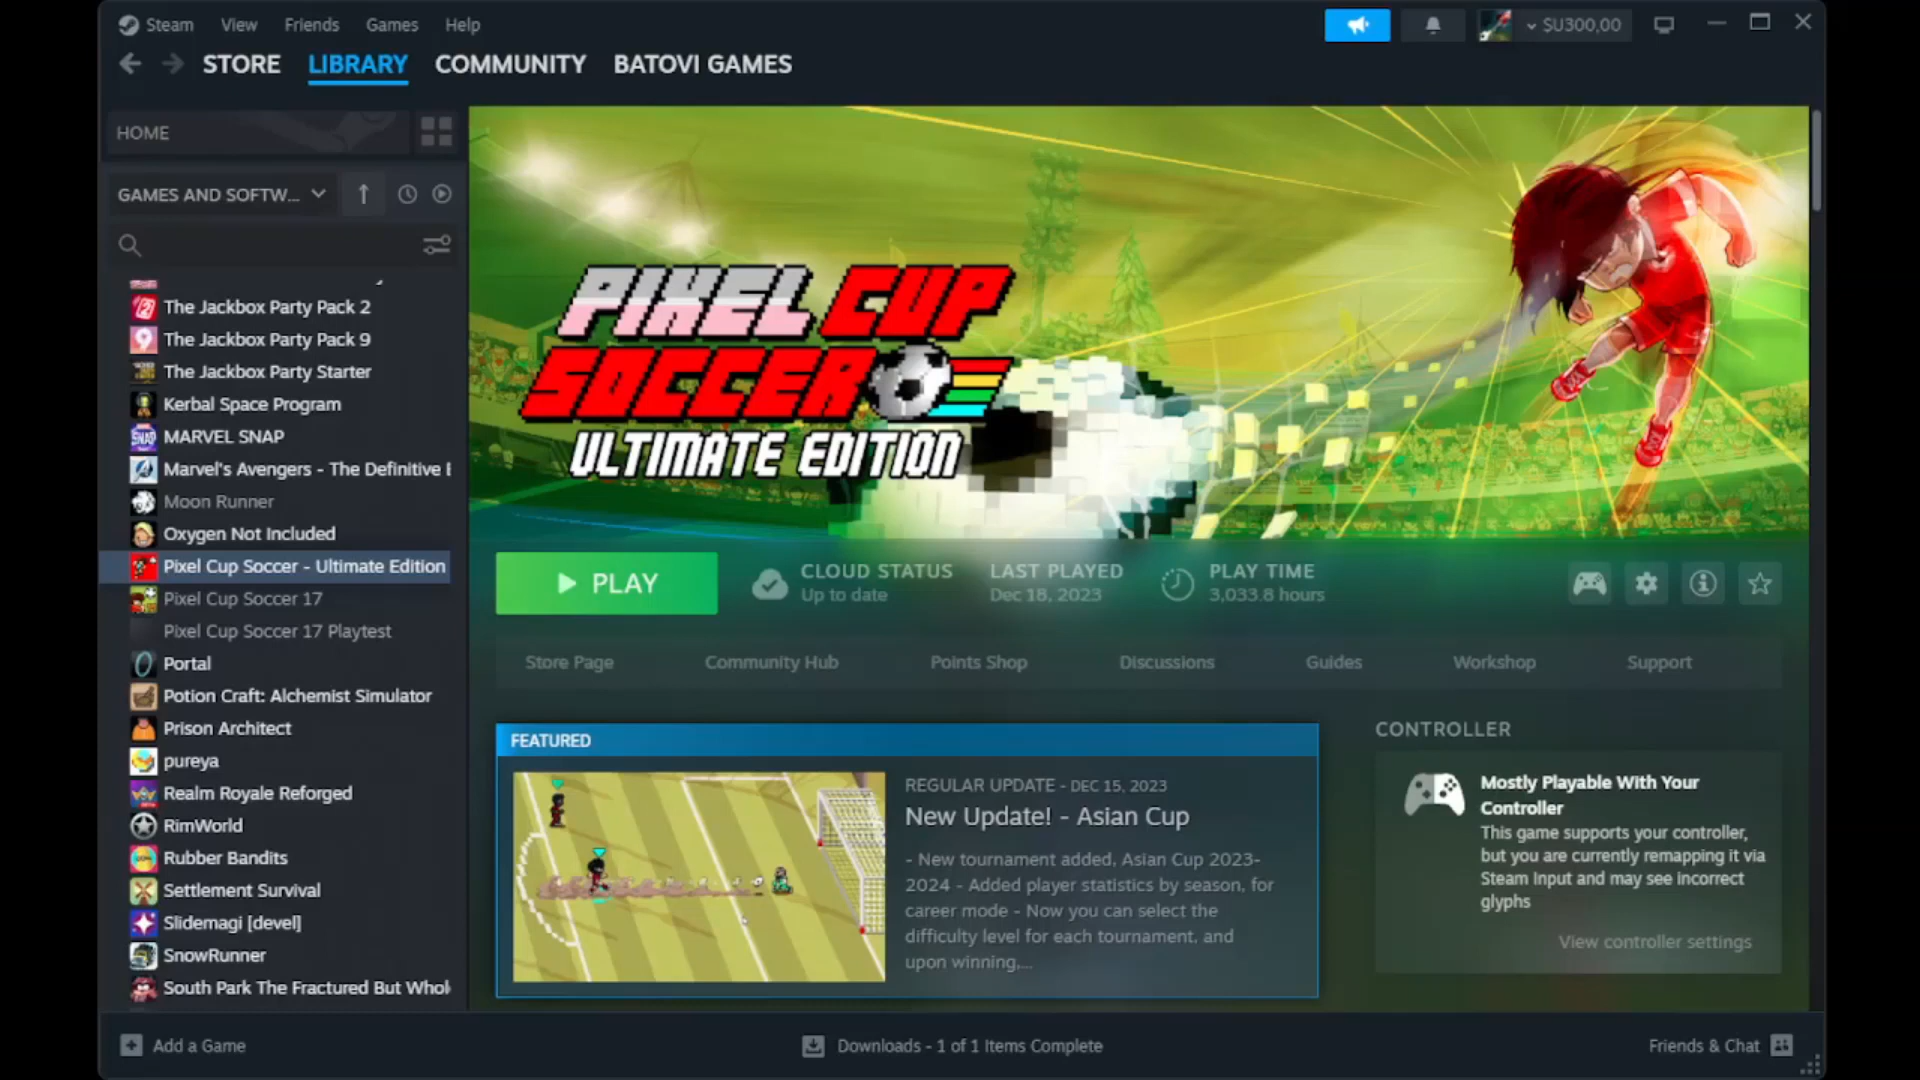 Steam View Friends Games Help $U300,00
STORE LIBRARY COMMUNITY BATOVI GAMES
HOME
GAMES AND SOFTW...
The Jackbox Party Pack 2
The Jackbox Party Pack 9
The Jackbox Party Starter
Kerbal Space Program
MARVEL SNAP
Marvel's Avengers - The Definitive E
Moon Runner
Oxygen Not Included
Pixel Cup Soccer - Ultimate Edition
Pixel Cup Soccer 17
Pixel Cup Soccer 17 Playtest
Portal
Potion Craft: Alchemist Simulator
Prison Architect
pureya
Realm Royale Reforged
RimWorld
Rubber Bandits
Settlement Survival
Slidemagi [devel]
SnowRunner
South Park The Fractured But Whol
PIXEL CUP
SOCCER
ULTIMATE EDITION
PLAY
CLOUD STATUS
Up to date
LAST PLAYED
Dec 18, 2023
PLAY TIME
3,033.8 hours
Store Page Community Hub Points Shop Discussions Guides Workshop Support
FEATURED
REGULAR UPDATE - DEC 15, 2023
New Update! - Asian Cup
- New tournament added, Asian Cup 2023-
2024 - Added player statistics by season, for
career mode - Now you can select the
difficulty level for each tournament, and
upon winning,...
CONTROLLER
Mostly Playable With Your
Controller
This game supports your controller,
but you are currently remapping it via
Steam Input and may see incorrect
glyphs
View controller settings
Add a Game
Downloads - 1 of 1 Items Complete
Friends & Chat